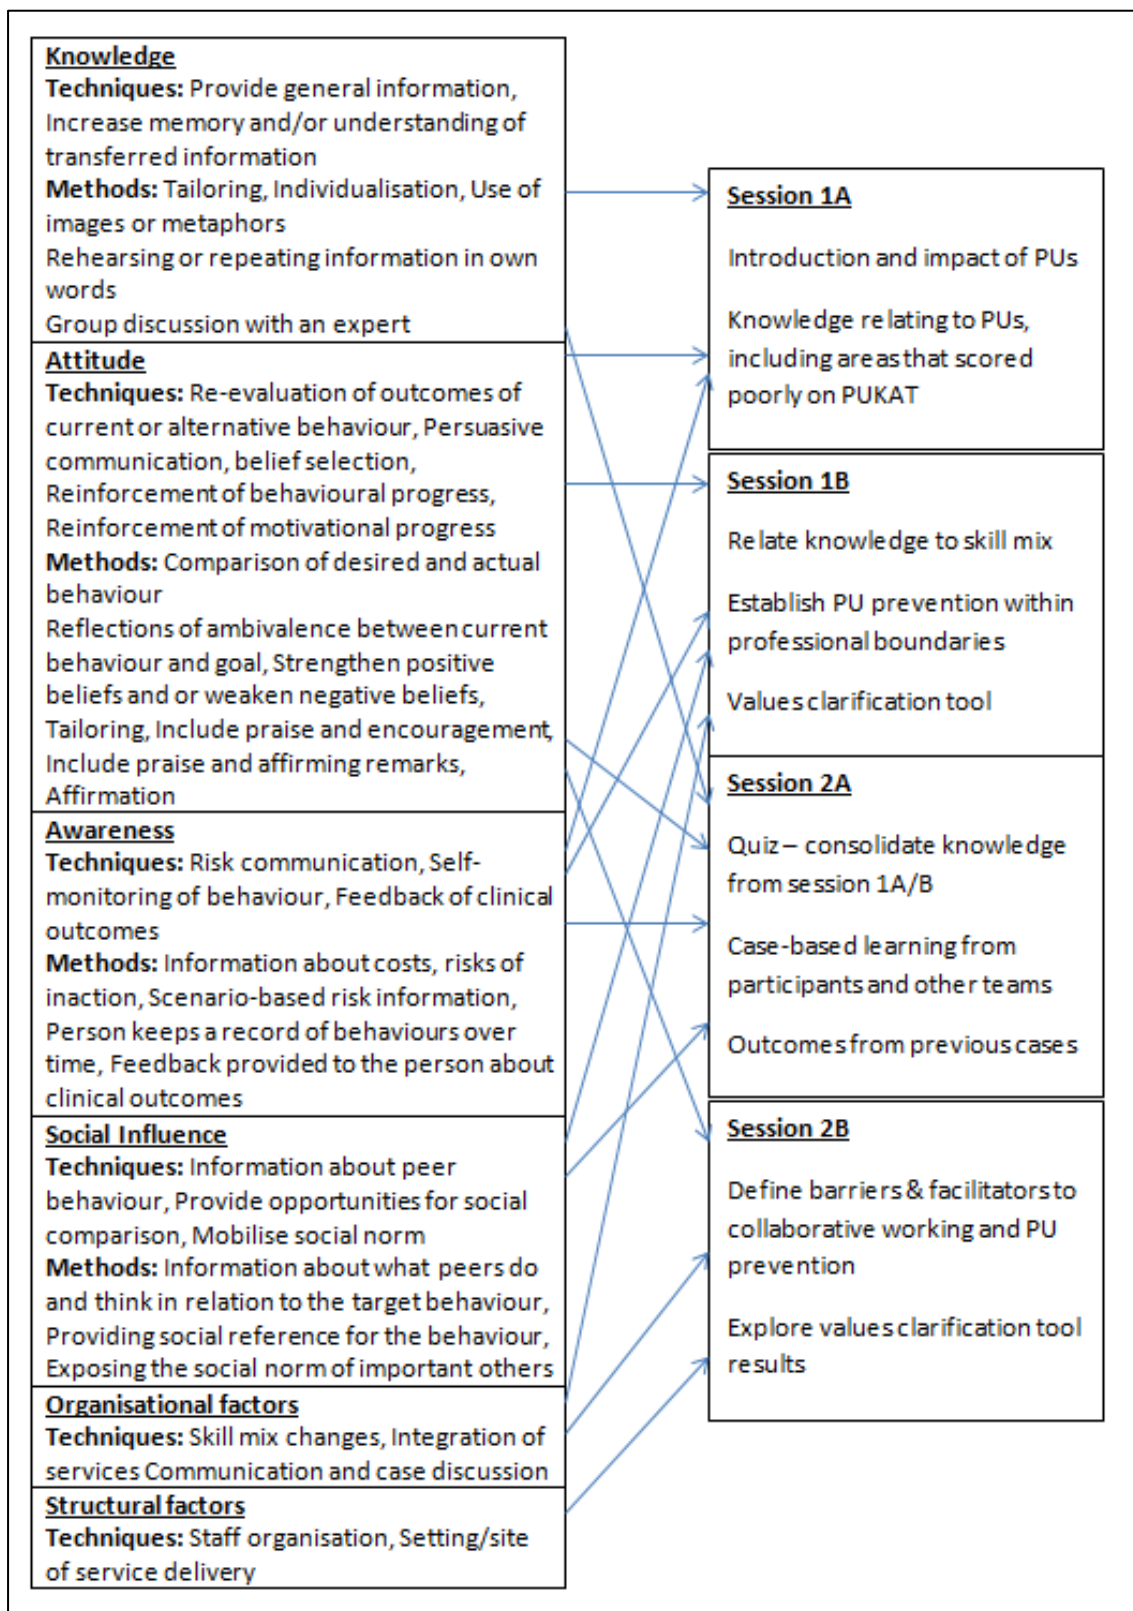 Knowledge
Techniques: Provide general information,
Increase memory and/or understanding of
transferred information
Methods: Tailoring, Individualisation, Use of
images or metaphors
Rehearsing or repeating information in own
words
Group discussion with an expert
Attitude
Techniques: Re-evaluation of outcomes of
current or alternative behaviour, Persuasive
communication, belief selection,
Reinforcement of behavioural progress,
Reinforcement of motivational progress
Methods: Comparison of desired and actual
behaviour
Reflections of ambivalence between current
behaviour and goal, Strengthen positive
beliefs and or weaken negative beliefs,
Tailoring, Include praise and encouragement,
Include praise and affirming remarks,
Affirmation
Awareness
Techniques: Risk communication, Self-
monitoring of behaviour, Feedback of clinical
outcomes
Methods: Information about costs, risks of
inaction, Scenario-based risk information,
Person keeps a record of behaviours over
time, Feedback provided to the person about
clinical outcomes
Social Influence
Techniques: Information about peer
behaviour, Provide opportunities for social
comparison, Mobilise social norm
Methods: Information about what peers do
and think in relation to the target behaviour,
Providing social reference for the behaviour,
Exposing the social norm of important others
Organisational factors
Techniques: Skill mix changes, Integration of
services Communication and case discussion
Structural factors
Techniques: Staff organisation, Setting/site
of service delivery
Session 1A
Introduction and impact of PUs
Knowledge relating to PUs,
including areas that scored
poorly on PUKAT
Session 1B
Relate knowledge to skill mix
Establish PU prevention within
professional boundaries
Values clarification tool
Session 2A
Quiz – consolidate knowledge
from session 1A/B
Case-based learning from
participants and other teams
Outcomes from previous cases
Session 2B
Define barriers & facilitators to
collaborative working and PU
prevention
Explore values clarification tool
results